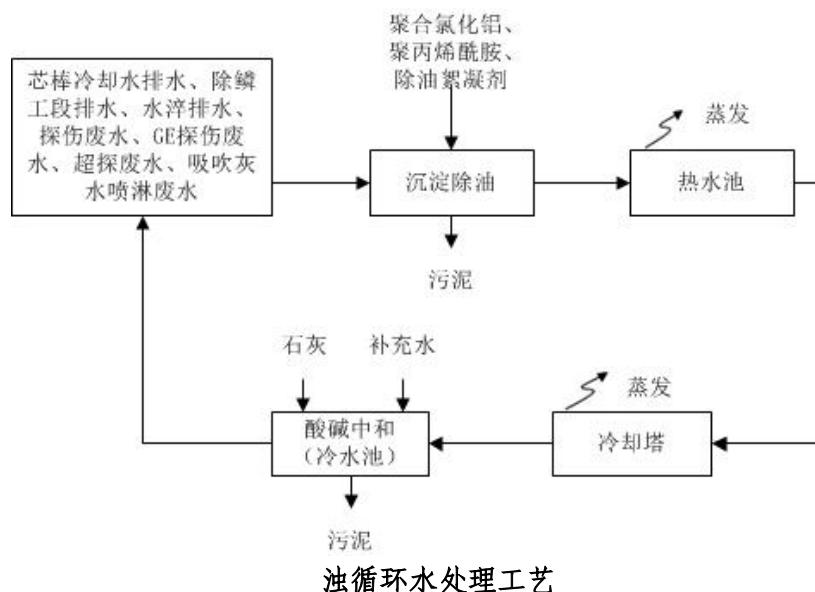 聚合氯化铝、
聚丙烯酰胺、
除油絮凝剂
芯棒冷却水排水、除鳞
工段排水、水淬排水、
探伤废水、GE探伤废
水、超探废水、吸吹灰
水喷淋废水
沉淀除油
蒸发
热水池
污泥
石灰
补充水
酸碱中和
（冷水池）
蒸发
冷却塔
污泥
浊循环水处理工艺